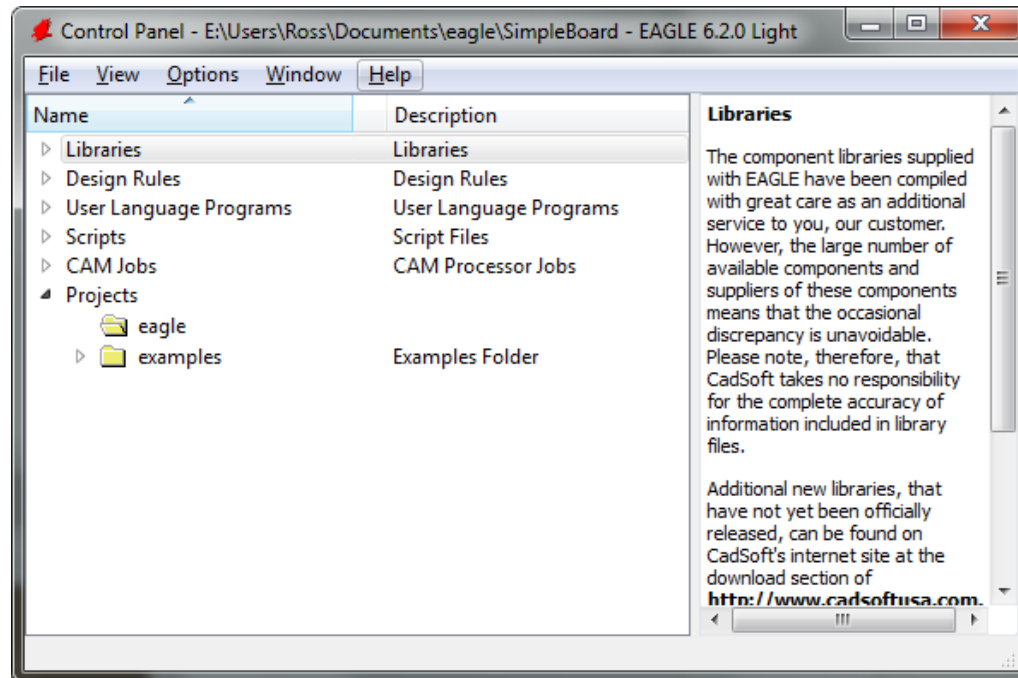 Control Panel - E:\Users\Ross\Documents\eagle\SimpleBoard - EAGLE 6.2.0 Light
File View Options Window Help
Name Description
Libraries Libraries
Design Rules Design Rules
User Language Programs User Language Programs
Scripts Script Files
CAM Jobs CAM Processor Jobs
Projects
eagle
examples Examples Folder
Libraries
The component libraries supplied
with EAGLE have been compiled
with great care as an additional
service to you, our customer.
However, the large number of
available components and
suppliers of these components
means that the occasional
discrepancy is unavoidable.
Please note, therefore, that
CadSoft takes no responsibility
for the complete accuracy of
information included in library
files.
Additional new libraries, that
have not yet been officially
released, can be found on
CadSoft's internet site at the
download section of
http://www.cadsoftusa.com.